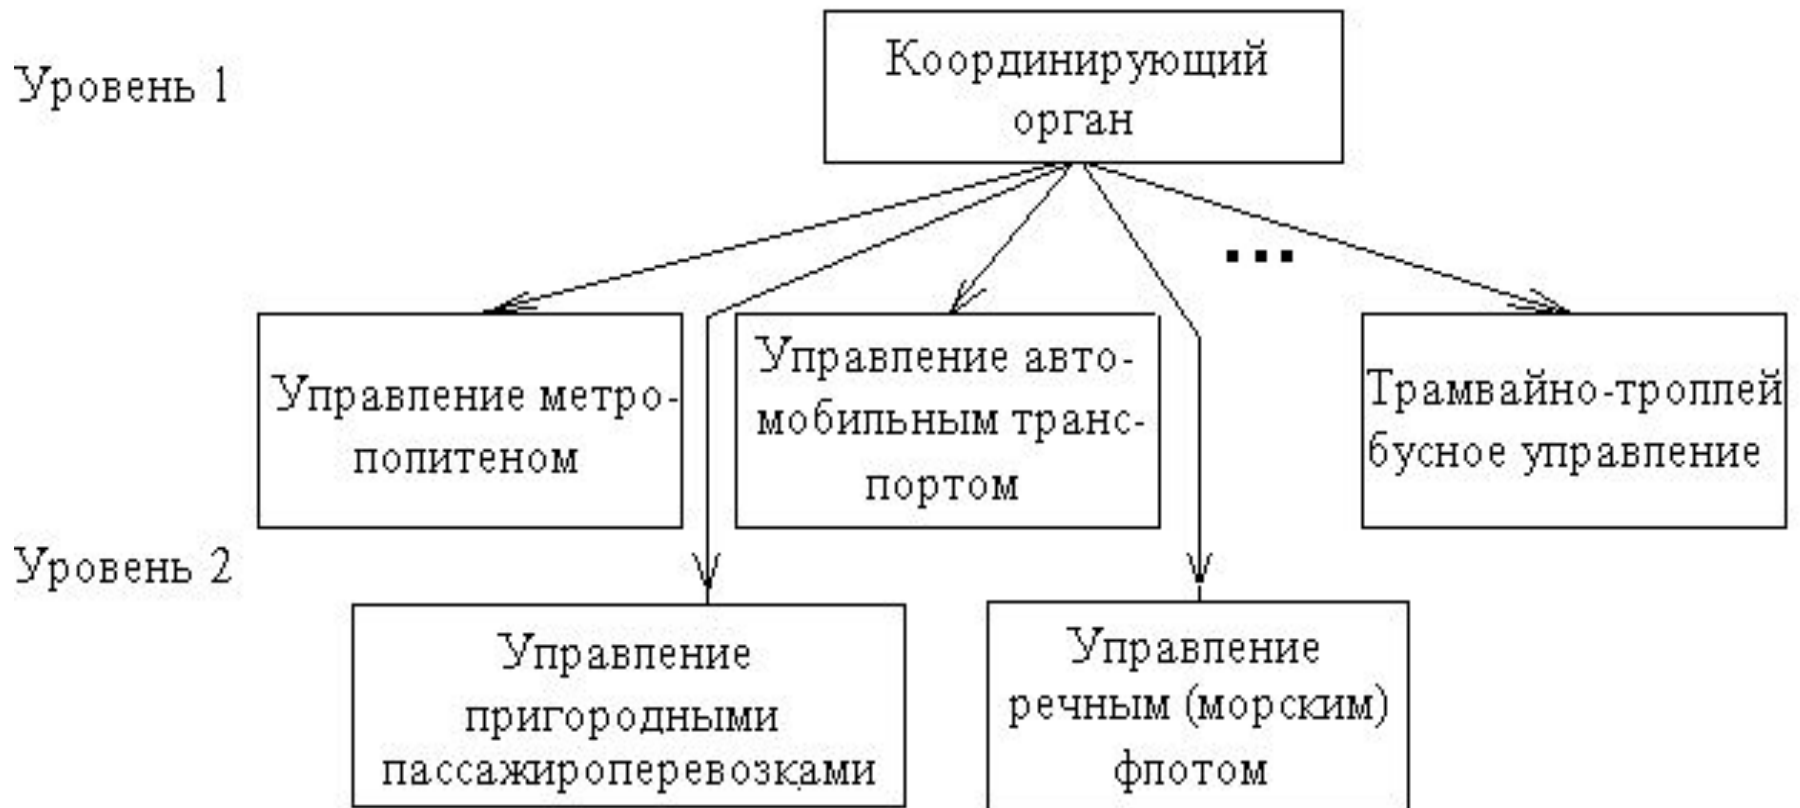 Уровень 1
Координирующий
орган
...
Управление метро-
политеном
Управление авто-
мобильным транс-
портом
Трамвайно-троллей
бусное управление
Уровень 2
Управление
пригородными
пассажироперевозками
Управление
речным (морским)
флотом